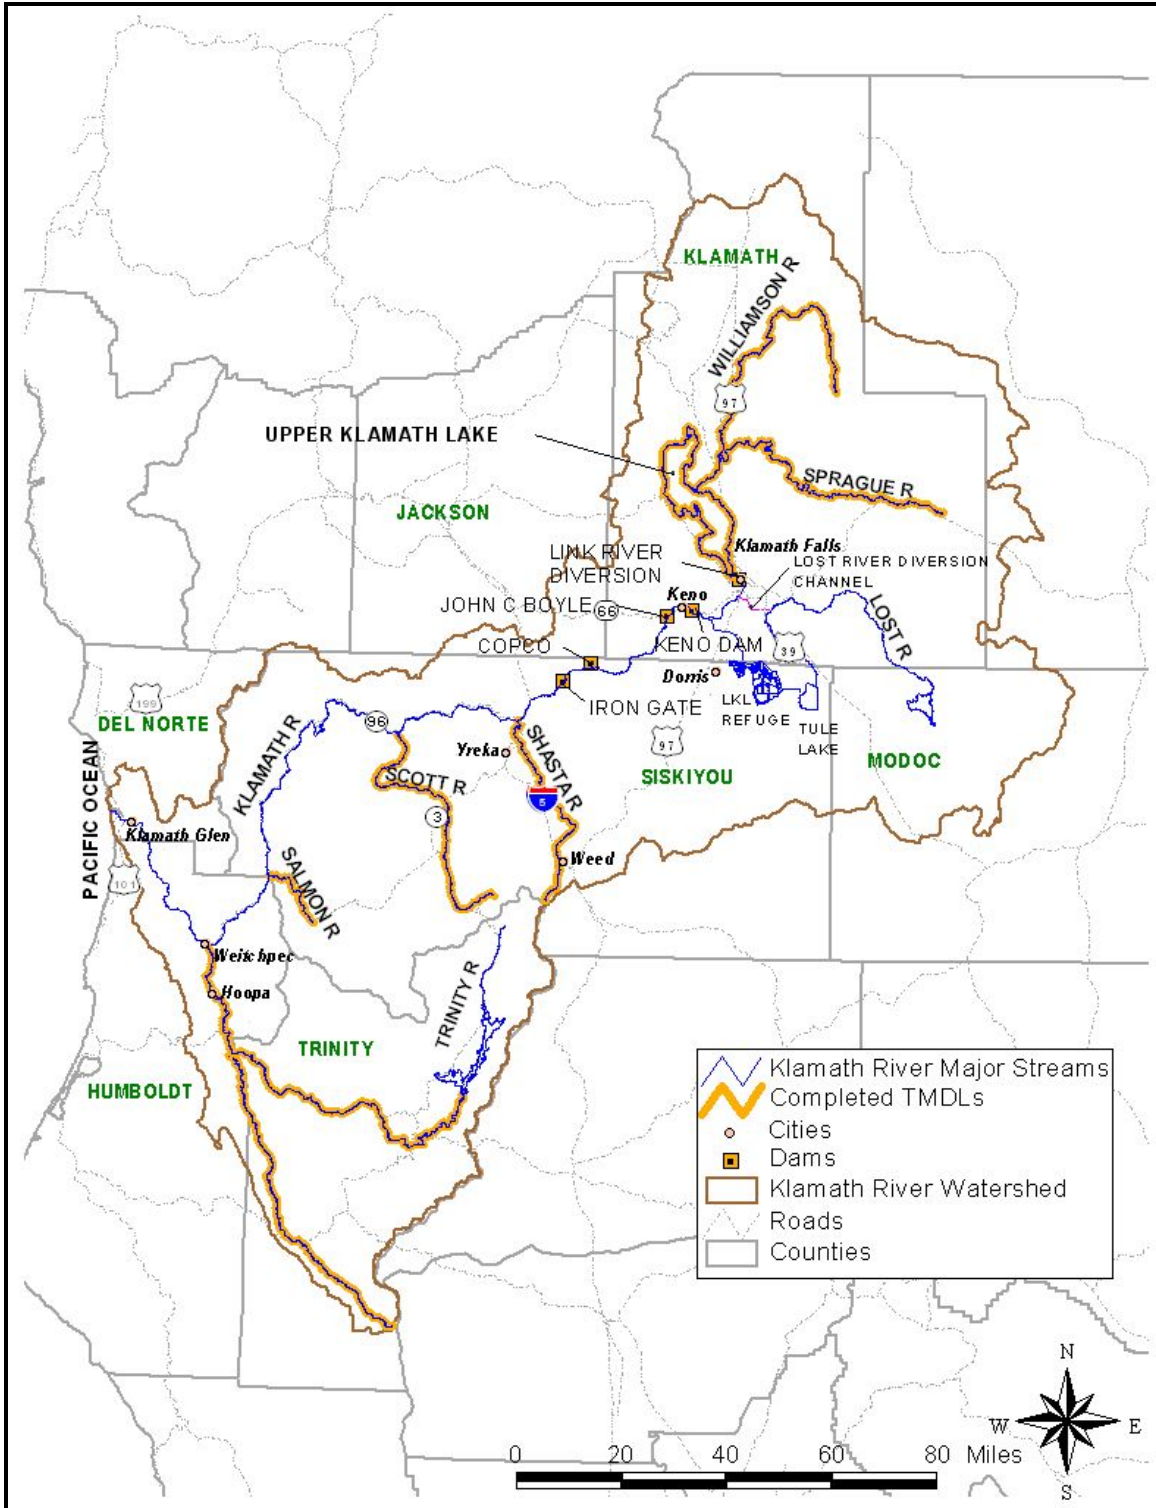 KLAMATH
WILLIAMSON R
97
UPPER KLAMATH LAKE
SPRAGUE R
JACKSON
Klamath Falls
LINK RIVER
DIVERSION
LOST RIVER DIVERSION
CHANNEL
Keno
JOHN C BOYLE
66
LOST R
KENO DAM
39
COPCO
Dorris
IRON GATE
LKL
REFUGE
TULE
LAKE
199
DEL NORTE
96
KLAMATH R
Yreka
SHASTA R
97
SISKIYOU
MODOC
SCOTT R
5
3
PACIFIC OCEAN
Klamath Glen
101
SALMON R
Weed
Weitchpec
Hoopa
TRINITY R
TRINITY
HUMBOLDT
Klamath River Major Streams
Completed TMDLs
Cities
Dams
Klamath River Watershed
Roads
Counties
N
W
E
S
0 20 40 60 80 Miles